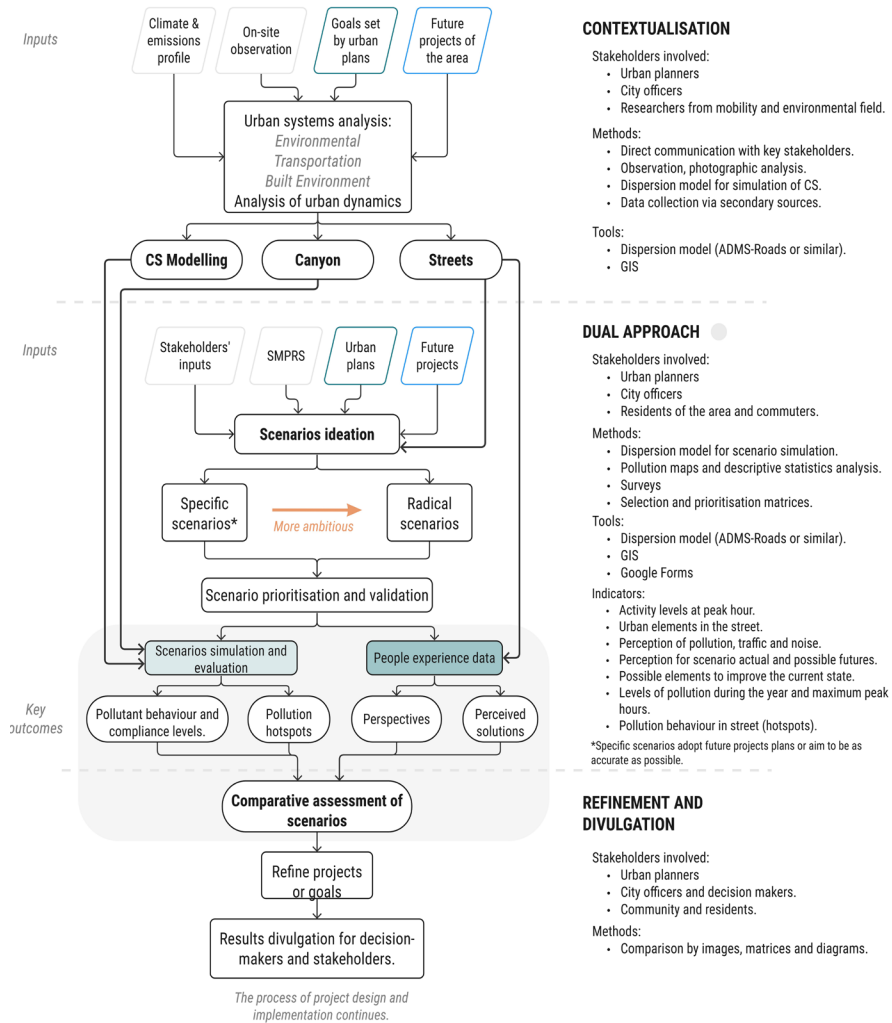 Inputs
Climate &
emissions
profile
On-site
observation
Goals set
by urban
plans
Future
projects of
the area
Urban systems analysis:
Environmental
Transportation
Built Environment
Analysis of urban dynamics
CS Modelling
Canyon
Streets
Inputs
Stakeholders'
inputs
SMPRS
Urban
plans
Future
projects
Scenarios ideation
Specific
scenarios*
More ambitious
Radical
scenarios
Scenario prioritisation and validation
Scenarios simulation and
evaluation
People experience data
Key
outcomes
Pollutant behaviour and
compliance levels.
Pollution
hotspots
Perspectives
Perceived
solutions
Comparative assessment of
scenarios
Refine projects
or goals
Results divulgation for decision-
makers and stakeholders.
The process of project design and
implementation continues.
CONTEXTUALISATION
Stakeholders involved:
• Urban planners
• City officers
• Researchers from mobility and environmental field.
Methods:
• Direct communication with key stakeholders.
• Observation, photographic analysis.
• Dispersion model for simulation of CS.
• Data collection via secondary sources.
Tools:
• Dispersion model (ADMS-Roads or similar).
• GIS
DUAL APPROACH
Stakeholders involved:
• Urban planners
• City officers
• Residents of the area and commuters.
Methods:
• Dispersion model for scenario simulation.
• Pollution maps and descriptive statistics analysis.
• Surveys
• Selection and prioritisation matrices.
Tools:
• Dispersion model (ADMS-Roads or similar).
• GIS
• Google Forms
Indicators:
• Activity levels at peak hour.
• Urban elements in the street.
• Perception of pollution, traffic and noise.
• Perception for scenario actual and possible futures.
• Possible elements to improve the current state.
• Levels of pollution during the year and maximum peak
hours.
• Pollution behaviour in street (hotspots).
*Specific scenarios adopt future projects plans or aim to be as
accurate as possible.
REFINEMENT AND
DIVULGATION
Stakeholders involved:
• Urban planners
• City officers and decision makers.
• Community and residents.
Methods:
• Comparison by images, matrices and diagrams.